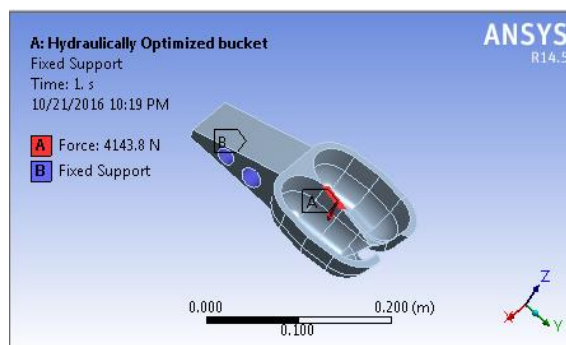 A: Hydraulically Optimized bucket
Fixed Support
Time: 1. s
10/21/2016 10:19 PM
A Force: 4143.8 N
B Fixed Support
ANSYS
R14.5
B
A
0.000
0.200 (m)
0.100
Z
X
Y